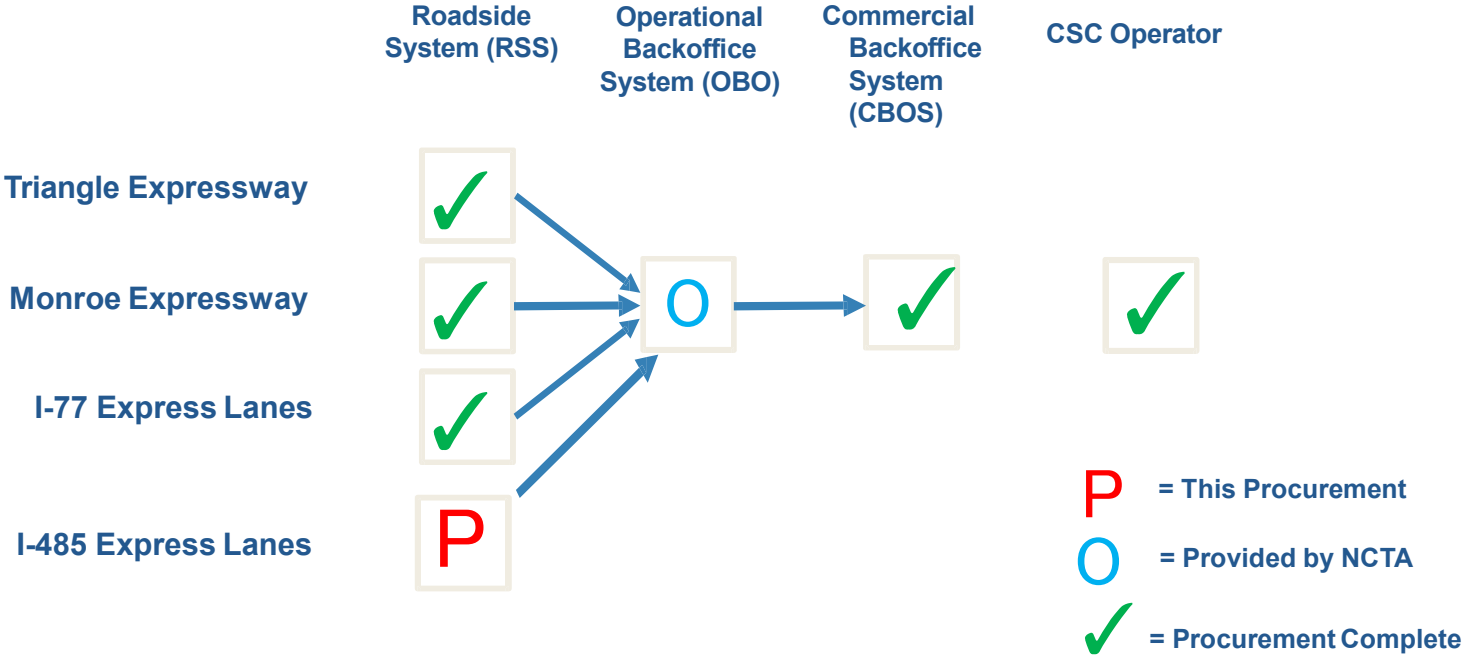 Roadside
System (RSS)
Operational
Backoffice
System (OBO)
Commercial
Backoffice
System
(CBOS)
CSC Operator
Triangle Expressway
Monroe Expressway
O
I-77 Express Lanes
I-485 Express Lanes
P
P = This Procurement
O = Provided by NCTA
✓ = Procurement Complete